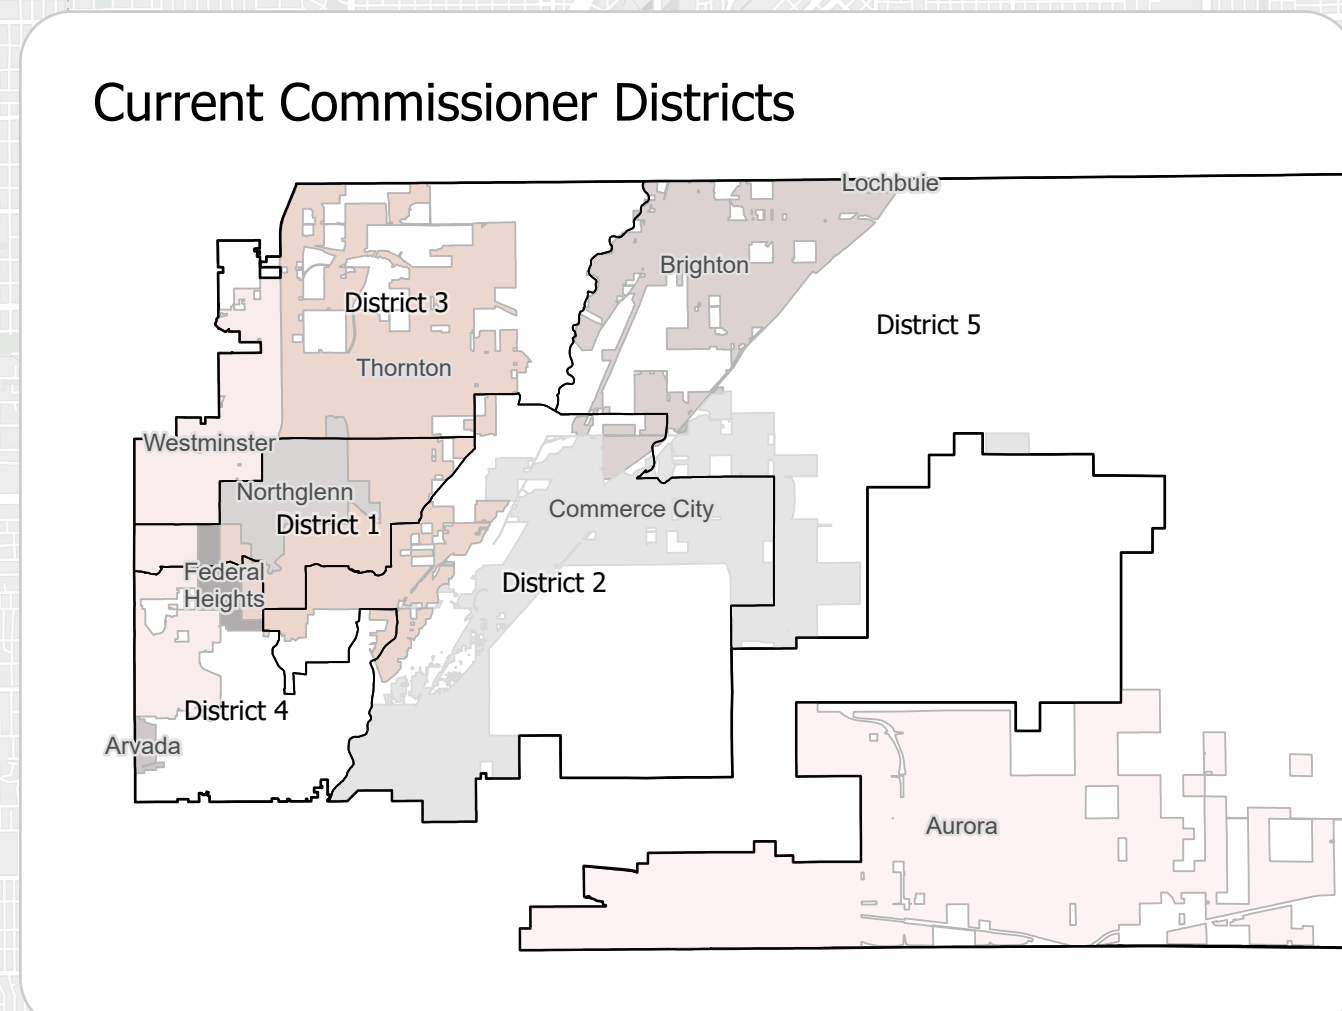 Current Commissioner Districts
Lochbuie
Brighton
District 3
District 5
Thornton
Westminster
Northglenn
Commerce City
District 1
Federal
Heights
District 2
District 4
Arvada
Aurora